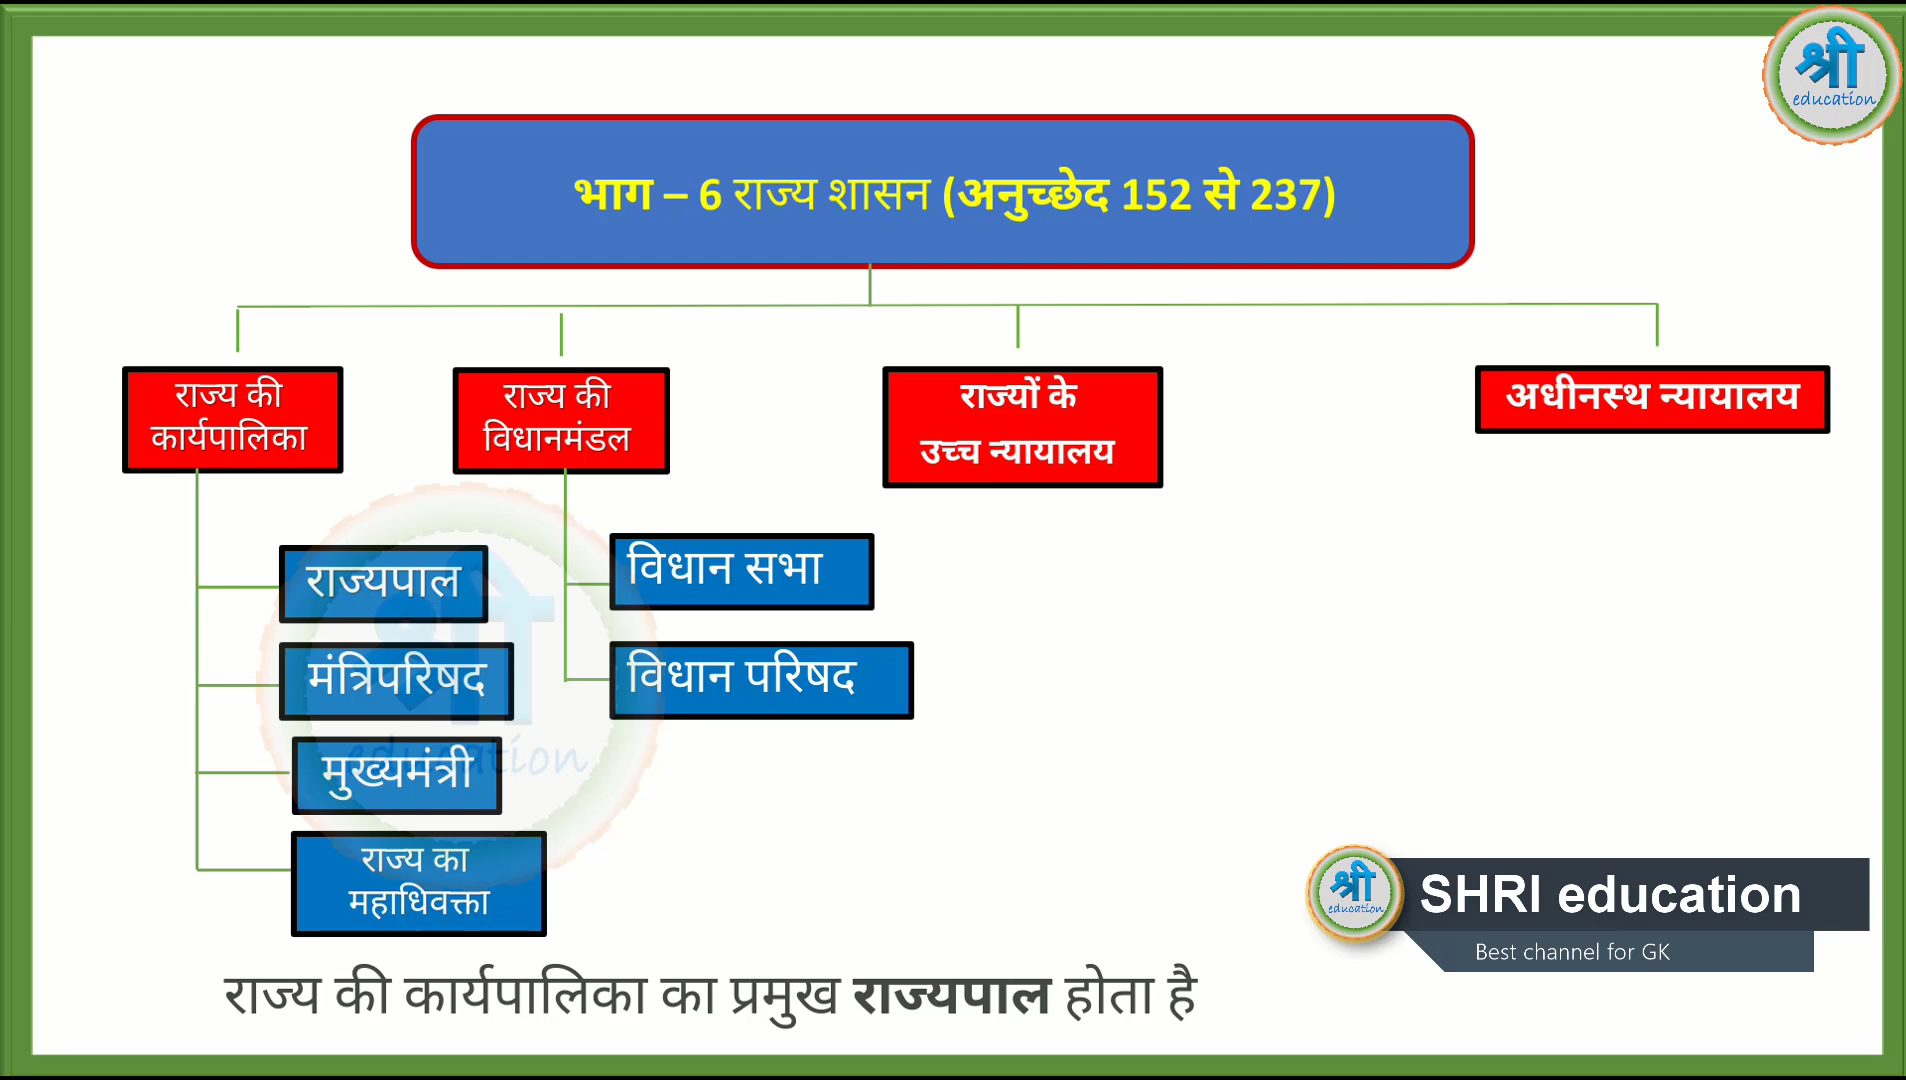 श्री
education
भाग – 6 राज्य शासन (अनुच्छेद 152 से 237)
राज्य की
कार्यपालिका
राज्य की
विधानमंडल
राज्यों के
उच्च न्यायालय
अधीनस्थ न्यायालय
राज्यपाल
मंत्रिपरिषद
मुख्यमंत्री
राज्य का
महाधिवक्ता
विधान सभा
विधान परिषद
श्री
education
श्री
education
SHRI education
Best channel for GK
राज्य की कार्यपालिका का प्रमुख राज्यपाल होता है